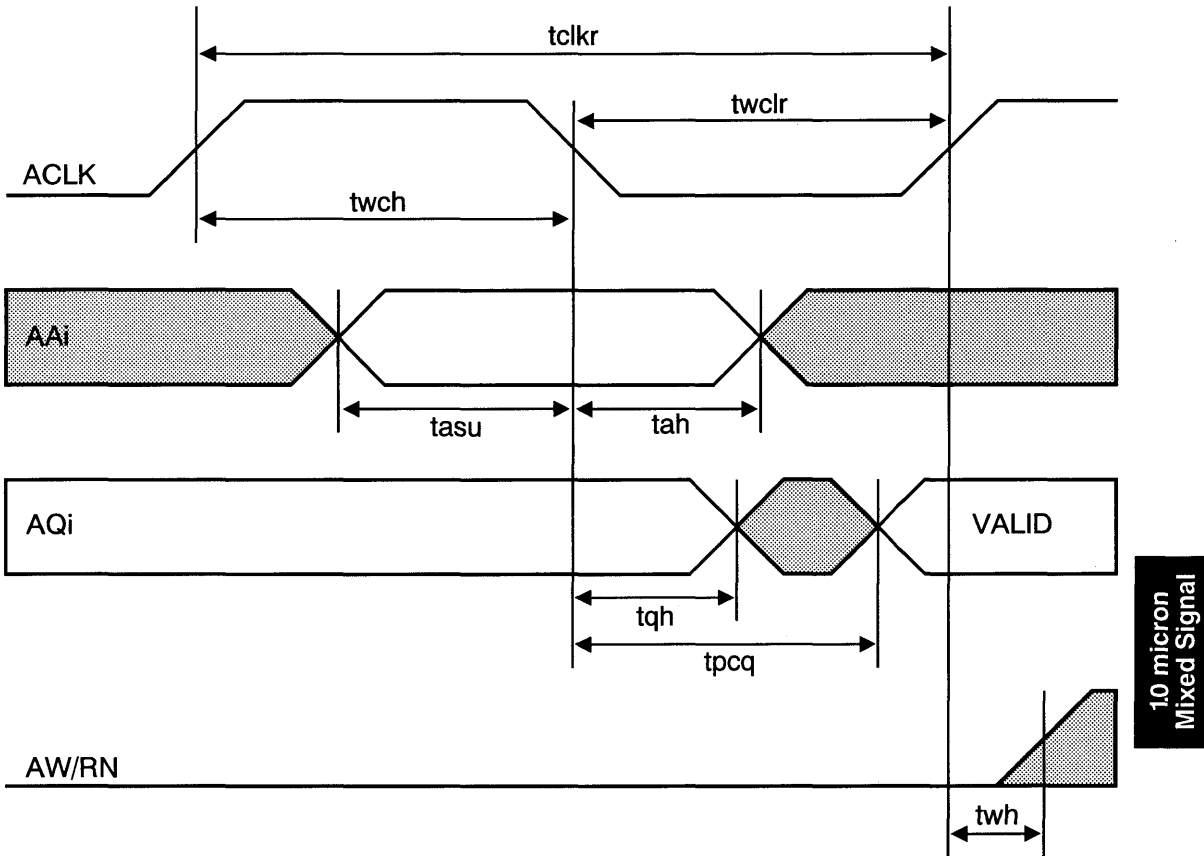 tclkr
twclr
ACLK
twch
AAi
tasu
tah
AQi
VALID
tqh
tpcq
1.0 micron
Mixed Signal
AW/RN
twh